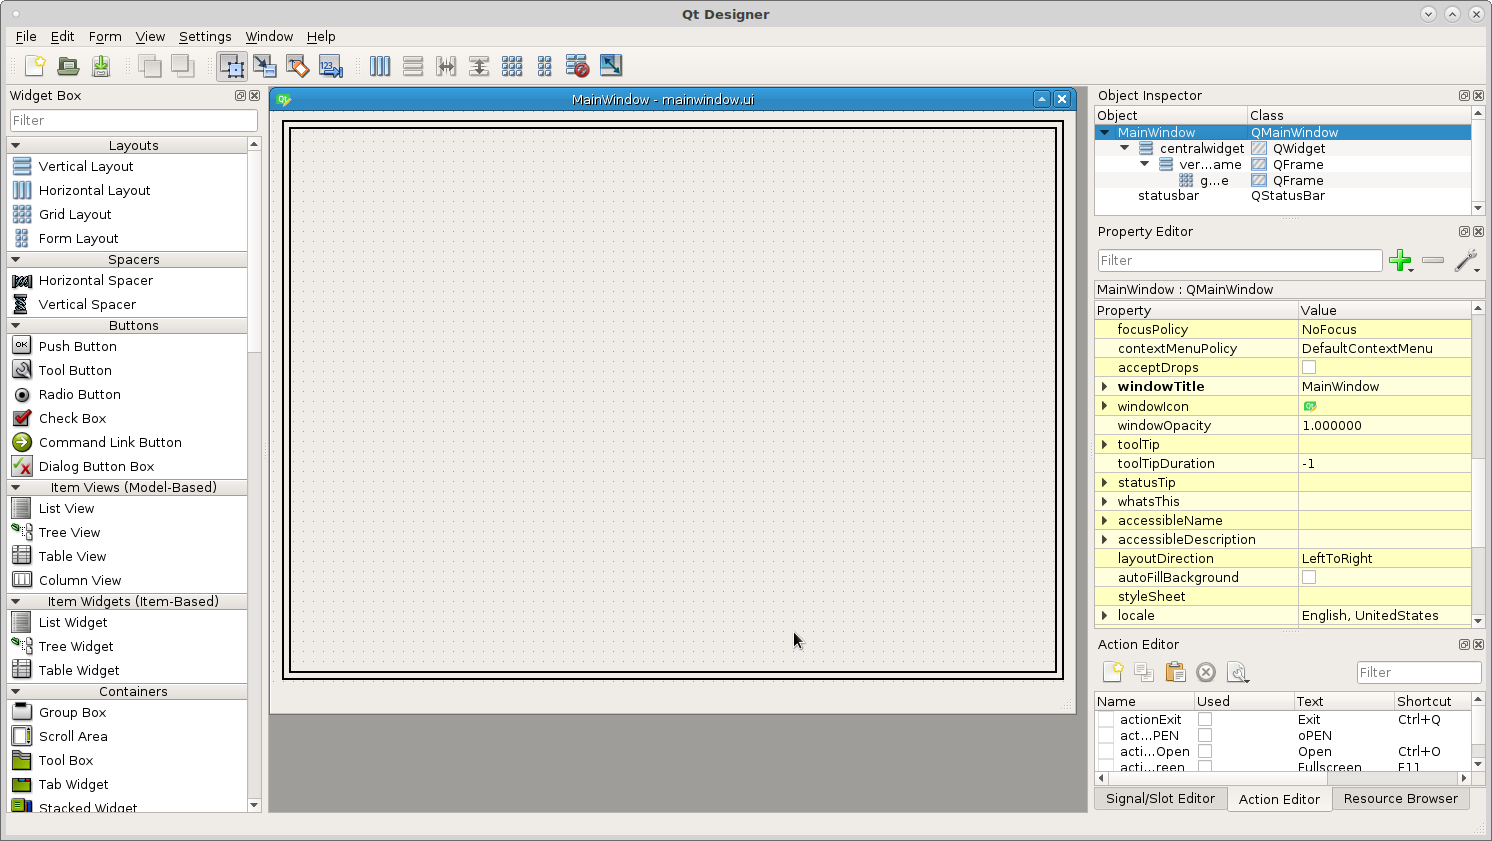 Qt Designer
File Edit Form View Settings Window Help
Widget Box
Filter
Layouts
Vertical Layout
Horizontal Layout
Grid Layout
Form Layout
Spacers
Horizontal Spacer
Vertical Spacer
Buttons
OK Push Button
Tool Button
Radio Button
Check Box
Command Link Button
Dialog Button Box
Item Views (Model-Based)
List View
Tree View
Table View
Column View
Item Widgets (Item-Based)
List Widget
Tree Widget
Table Widget
Containers
Group Box
Scroll Area
Tool Box
Tab Widget
Stacked Widget
MainWindow - mainwindow.ui
Object Inspector
Object Class
MainWindow QMainWindow
centralwidget QWidget
ver...ame QFrame
g...e QFrame
statusbar QStatusBar
Property Editor
Filter
MainWindow : QMainWindow
Property Value
focusPolicy NoFocus
contextMenuPolicy DefaultContextMenu
acceptDrops
windowTitle MainWindow
windowIcon
windowOpacity 1.000000
toolTip
toolTipDuration -1
statusTip
whatsThis
accessibleName
accessibleDescription
layoutDirection LeftToRight
autoFillBackground
styleSheet
locale English, UnitedStates
Action Editor
Filter
Name Used Text Shortcut
actionExit Exit Ctrl+Q
act...PEN oPEN
acti...Open Open Ctrl+O
acti...reen Fullscreen F11
Signal/Slot Editor Action Editor Resource Browser